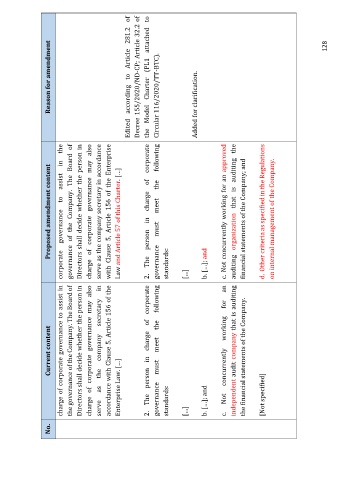 No.
Current content
Proposed amendment content
Reason for amendment
charge of corporate governance to assist in
the governance of the Company. The Board of
Directors shall decide whether the person in
charge of corporate governance may also
serve as the company secretary in
accordance with Clause 5, Article 156 of the
Enterprise Law. [...]
2. The person in charge of corporate
governance must meet the following
standards:
[...]
b. [...]; and
c. Not concurrently working for an
independent audit company that is auditing
the financial statements of the Company.
[Not specified]
corporate governance to assist in the
governance of the Company. The Board of
Directors shall decide whether the person in
charge of corporate governance may also
serve as the company secretary in accordance
with Clause 5, Article 156 of the Enterprise
Law and Article 57 of this Charter. [...]
2. The person in charge of corporate
governance must meet the following
standards:
[...]
b. [...]; and
c. Not concurrently working for an approved
auditing organization that is auditing the
financial statements of the Company; and
d. Other criteria as specified in the Regulations
on internal management of the Company.
Edited according to Article 281.2 of
Decree 155/2020/ND-CP; Article 32.2 of
the Model Charter (PL1 attached to
Circular 116/2020/TT-BTC).
Added for clarification.
128